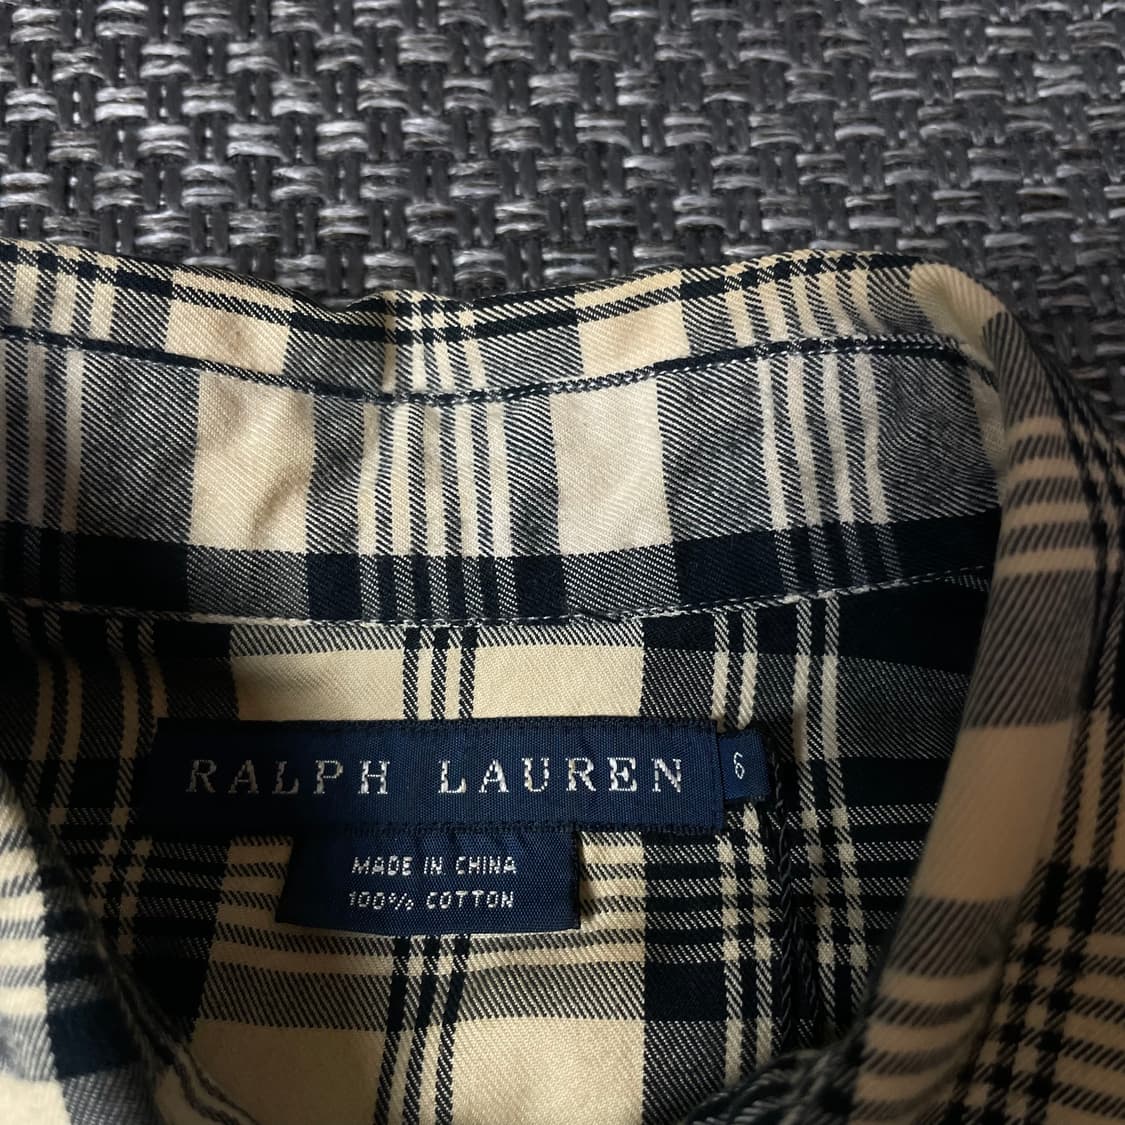 RALPH LAUREN
6
MADE IN CHINA
100% COTTON